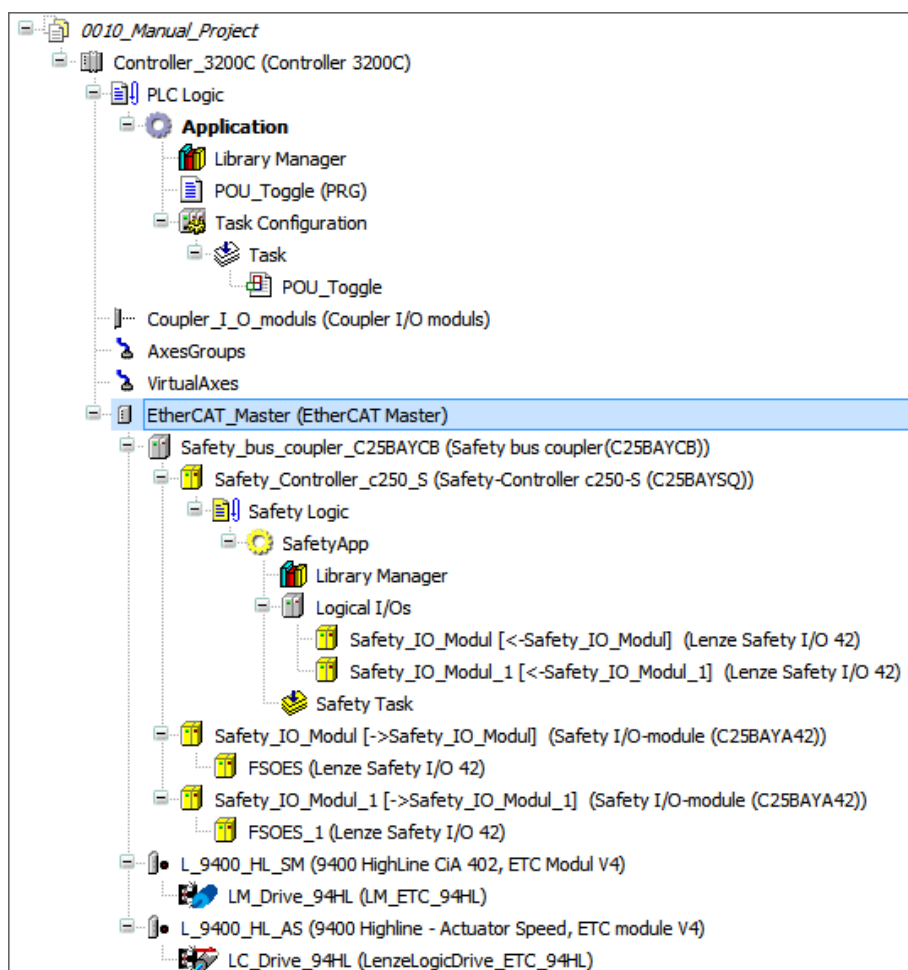 0010_Manual_Project
Controller_3200C (Controller 3200C)
PLC Logic
Application
Library Manager
POU_Toggle (PRG)
Task Configuration
Task
POU_Toggle
Coupler_I_O_moduls (Coupler I/O moduls)
AxesGroups
VirtualAxes
EtherCAT_Master (EtherCAT Master)
Safety_bus_coupler_C25BAYCB (Safety bus coupler(C25BAYCB))
Safety_Controller_c250_S (Safety-Controller c250-S (C25BAYSQ))
Safety Logic
SafetyApp
Library Manager
Logical I/Os
Safety_IO_Modul [<-Safety_IO_Modul] (Lenze Safety I/O 42)
Safety_IO_Modul_1 [<-Safety_IO_Modul_1] (Lenze Safety I/O 42)
Safety Task
Safety_IO_Modul [->Safety_IO_Modul] (Safety I/O-module (C25BAYA42))
FSOES (Lenze Safety I/O 42)
Safety_IO_Modul_1 [->Safety_IO_Modul_1] (Safety I/O-module (C25BAYA42))
FSOES_1 (Lenze Safety I/O 42)
L_9400_HL_SM (9400 HighLine CiA 402, ETC Modul V4)
LM_Drive_94HL (LM_ETC_94HL)
L_9400_HL_AS (9400 Highline - Actuator Speed, ETC module V4)
LC_Drive_94HL (LenzeLogicDrive_ETC_94HL)